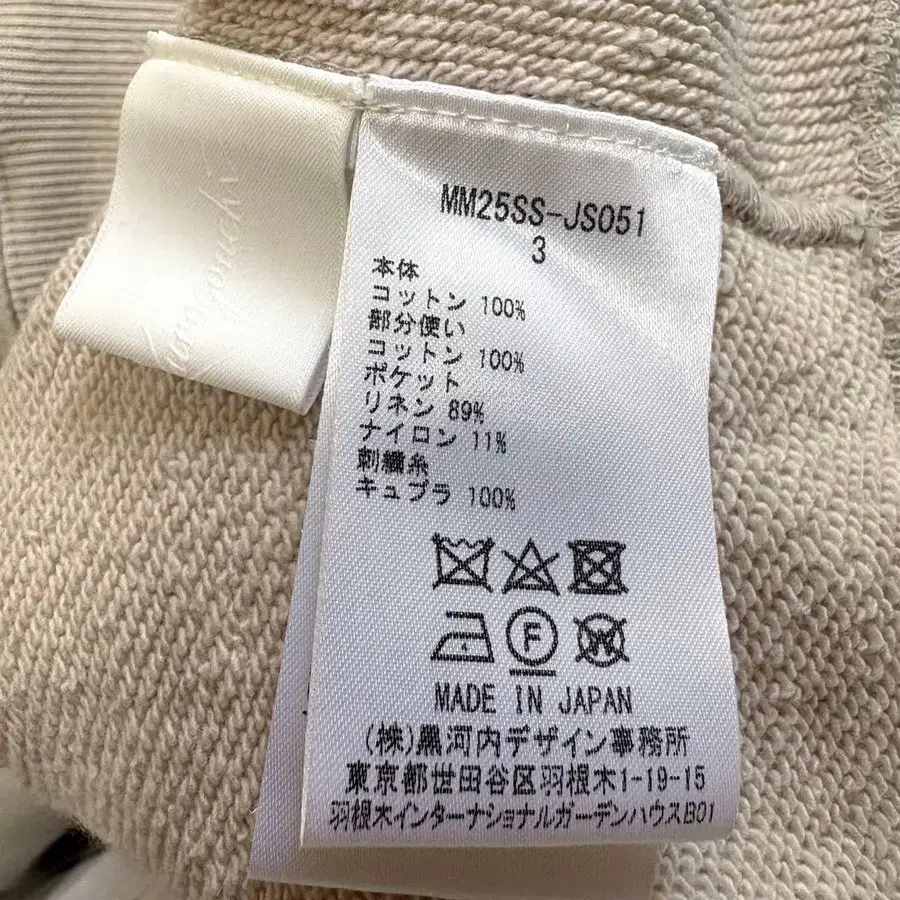 MM25SS-JS051
3
本体
コットン 100%
部分使い
コットン 100%
ポケット
リネン 89%
ナイロン 11%
刺繍糸
キュプラ 100%
F
W
MADE IN JAPAN
(株)黒河内デザイン事務所
東京都世田谷区羽根木1-19-15
羽根木インターナショナルガーデンハウスB01